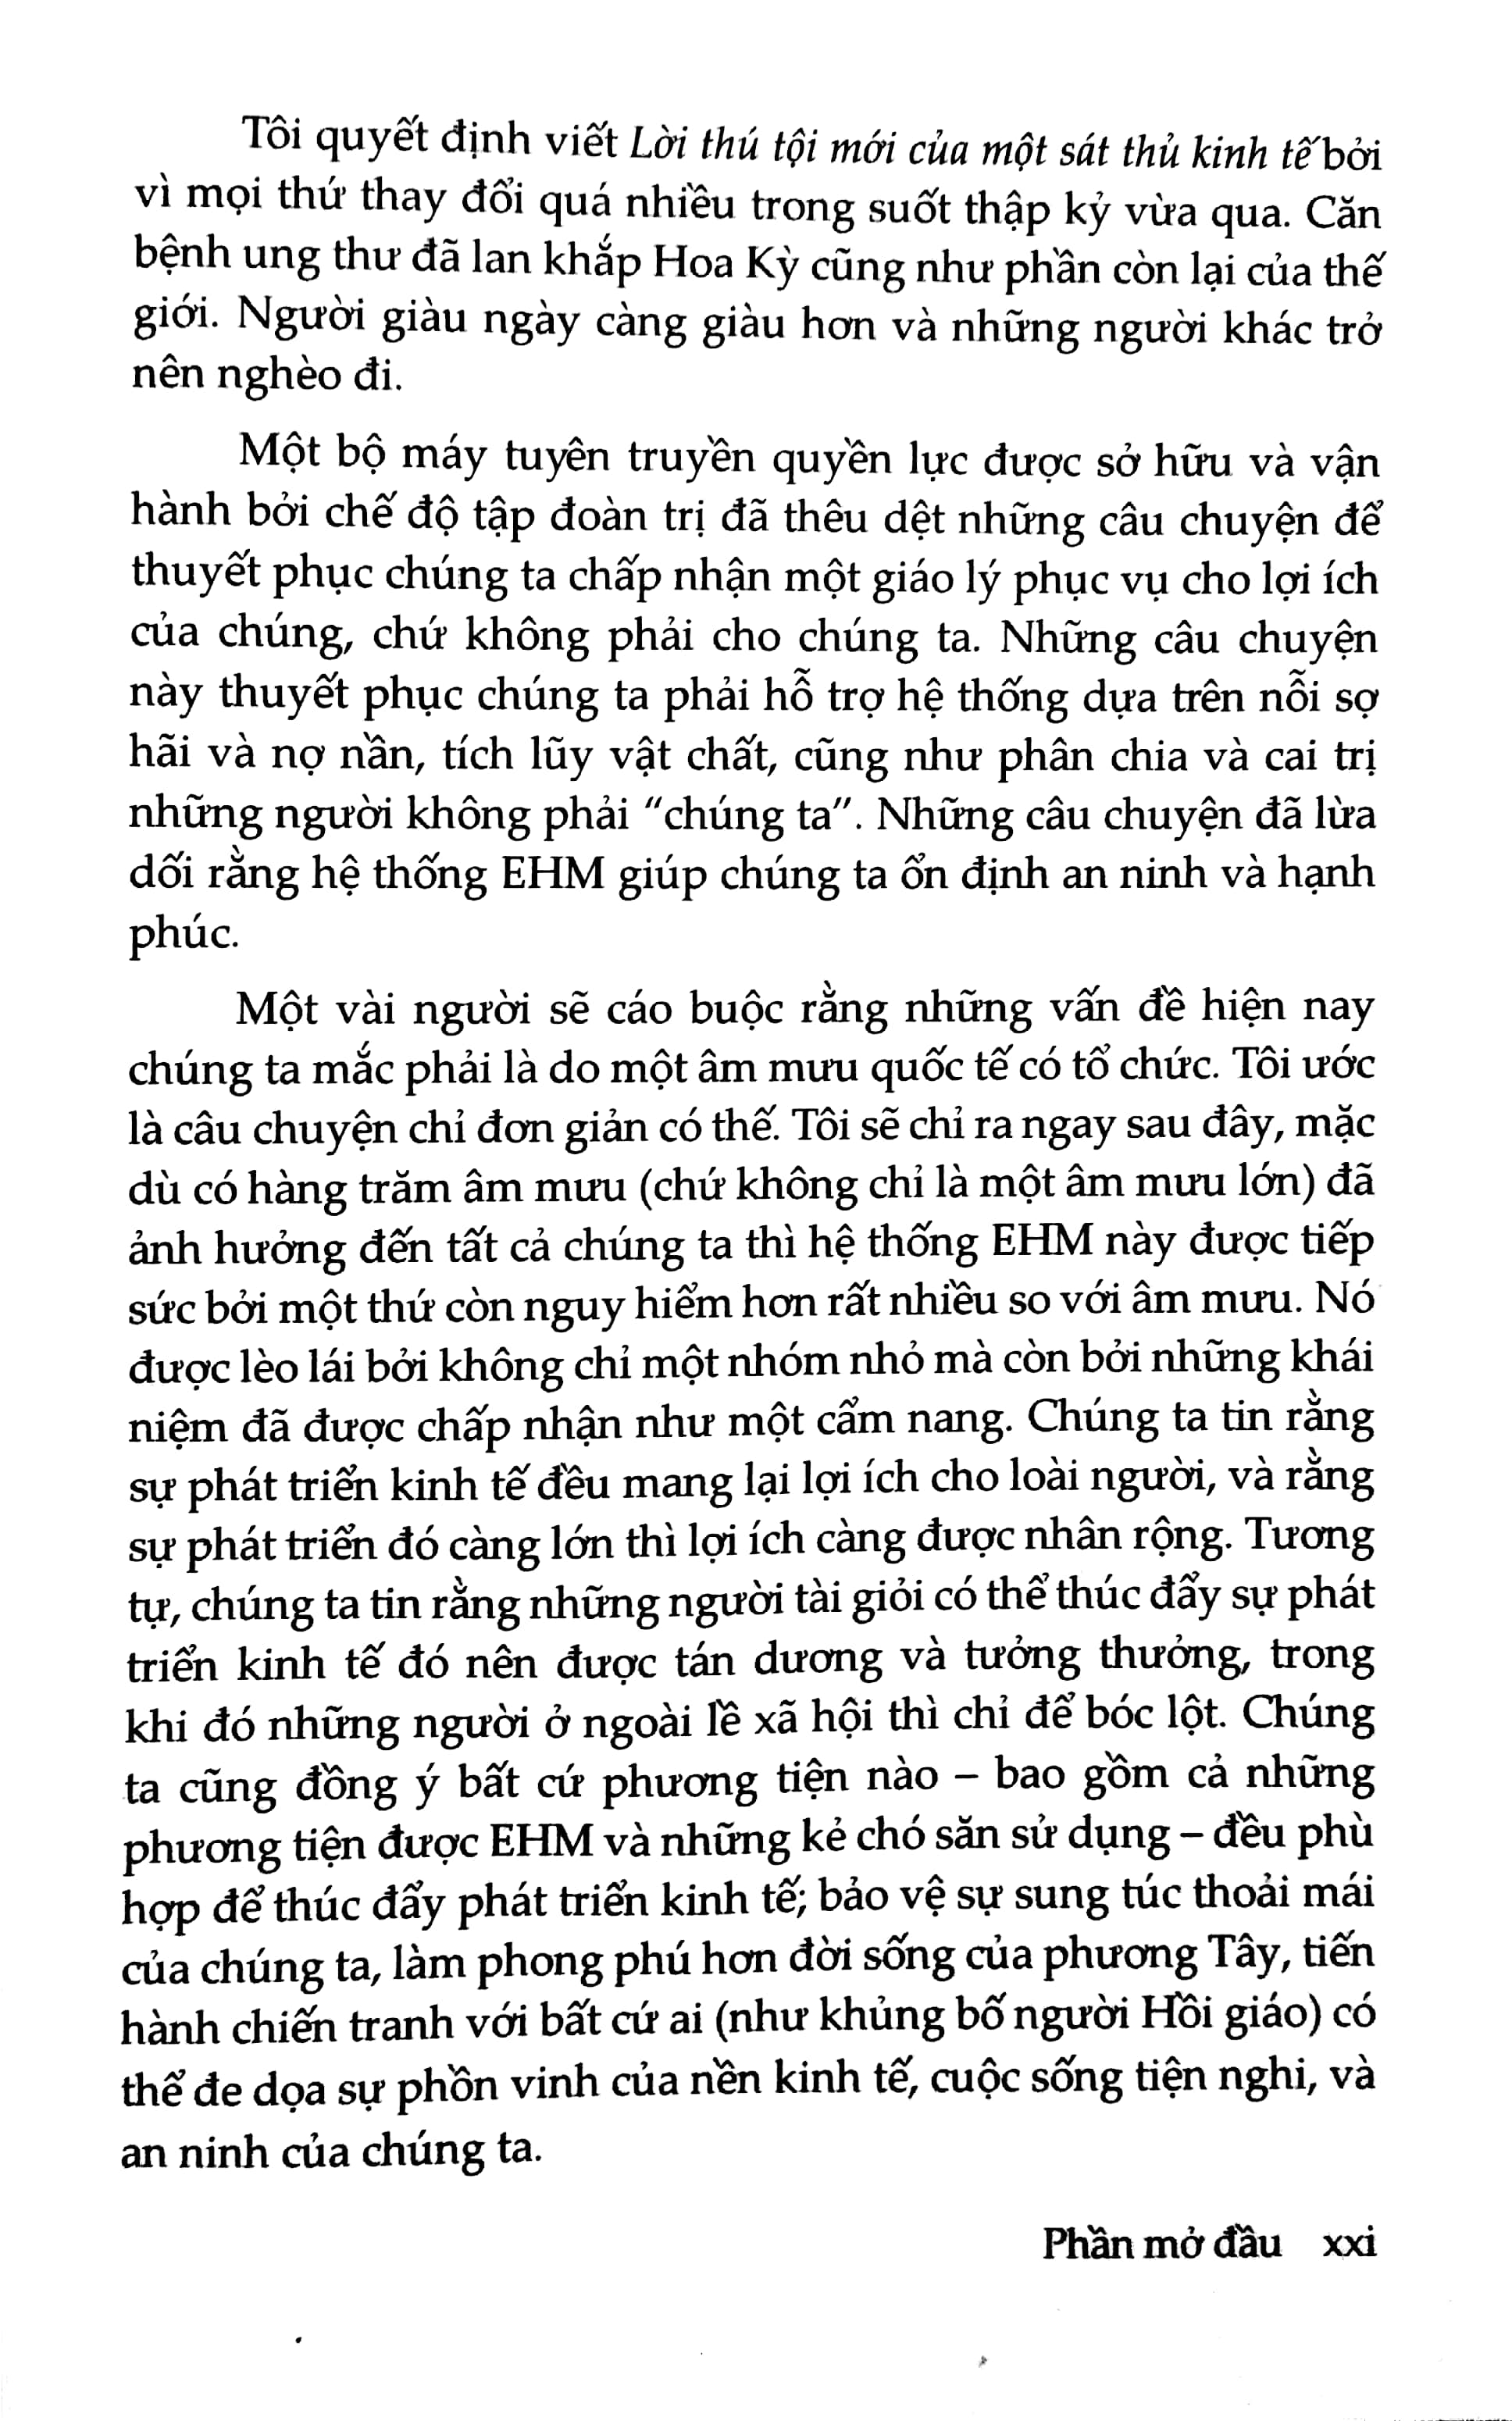 Tôi quyết định viết Lời thú tội mới của một sát thủ kinh tế bởi
vì mọi thứ thay đổi quá nhiều trong suốt thập kỷ vừa qua. Căn
bệnh ung thư đã lan khắp Hoa Kỳ cũng như phần còn lại của thế
giới. Người giàu ngày càng giàu hơn và những người khác trở
nên nghèo đi.
Một bộ máy tuyên truyền quyền lực được sở hữu và vận
hành bởi chế độ tập đoàn trị đã thêu dệt những câu chuyện để
thuyết phục chúng ta chấp nhận một giáo lý phục vụ cho lợi ích
của chúng, chứ không phải cho chúng ta. Những câu chuyện
này thuyết phục chúng ta phải hỗ trợ hệ thống dựa trên nỗi sợ
hãi và nợ nần, tích lũy vật chất, cũng như phân chia và cai trị
những người không phải “chúng ta”. Những câu chuyện đã lừa
dối rằng hệ thống EHM giúp chúng ta ổn định an ninh và hạnh
phúc.
Một vài người sẽ cáo buộc rằng những vấn đề hiện nay
chúng ta mắc phải là do một âm mưu quốc tế có tổ chức. Tôi ước
là câu chuyện chỉ đơn giản có thế. Tôi sẽ chỉ ra ngay sau đây, mặc
dù có hàng trăm âm mưu (chứ không chỉ là một âm mưu lớn) đã
ảnh hưởng đến tất cả chúng ta thì hệ thống EHM này được tiếp
sức bởi một thứ còn nguy hiểm hơn rất nhiều so với âm mưu. Nó
được lèo lái bởi không chỉ một nhóm nhỏ mà còn bởi những khái
niệm đã được chấp nhận như một cẩm nang. Chúng ta tin rằng
sự phát triển kinh tế đều mang lại lợi ích cho loài người, và rằng
sự phát triển đó càng lớn thì lợi ích càng được nhân rộng. Tương
tự, chúng ta tin rằng những người tài giỏi có thể thúc đẩy sự phát
triển kinh tế đó nên được tán dương và tưởng thưởng, trong
khi đó những người ở ngoài lề xã hội thì chỉ để bóc lột. Chúng
ta cũng đồng ý bất cứ phương tiện nào – bao gồm cả những
phương tiện được EHM và những kẻ chó săn sử dụng – đều phù
hợp để thúc đẩy phát triển kinh tế; bảo vệ sự sung túc thoải mái
của chúng ta, làm phong phú hơn đời sống của phương Tây, tiến
hành chiến tranh với bất cứ ai (như khủng bố người Hồi giáo) có
thể đe dọa sự phồn vinh của nền kinh tế, cuộc sống tiện nghi, và
an ninh của chúng ta.
Phần mở đầu xxi